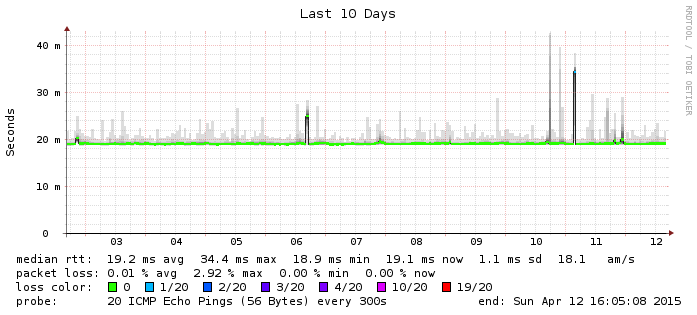 Last 10 Days
RRDTOOL / TOBI OETIKER
Seconds
40 m
30 m
20 m
10 m
0
03 04 05 06 07 08 09 10 11 12
median rtt: 19.2 ms avg 34.4 ms max 18.9 ms min 19.1 ms now 1.1 ms sd 18.1 am/s
packet loss: 0.01 % avg 2.92 % max 0.00 % min 0.00 % now
loss color: 0 1/20 2/20 3/20 4/20 10/20 19/20
probe: 20 ICMP Echo Pings (56 Bytes) every 300s end: Sun Apr 12 16:05:08 2015